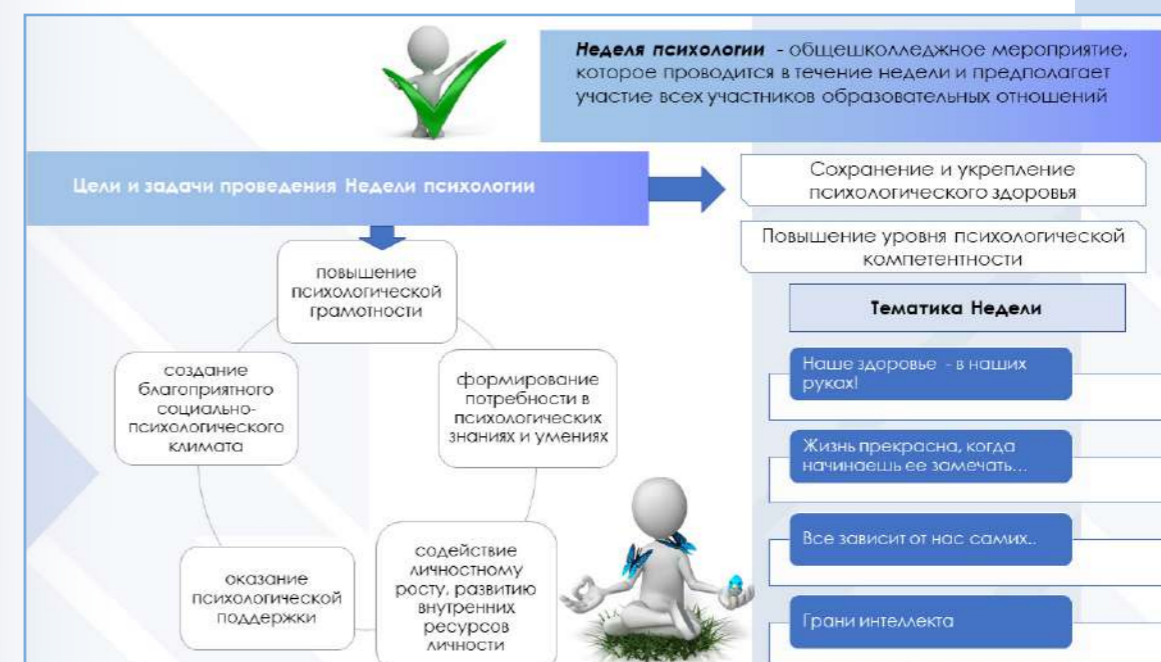 Неделя психологии - общешколледжное мероприятие,
которое проводится в течение недели и предполагает
участие всех участников образовательных отношений
Цели и задачи проведения Недели психологии
Сохранение и укрепление
психологического здоровья
Повышение уровня психологической
компетентности
повышение
психологической
грамотности
формирование
потребности в
психологических
знаниях и умениях
содействие
личностному
росту, развитию
внутренних
ресурсов
личности
оказание
психологической
поддержки
создание
благоприятного
социально-
психологического
климата
Тематика Недели
Наше здоровье - в наших
руках!
Жизнь прекрасна, когда
начинаешь ее замечать...
Все зависит от нас самих..
Грани интеллекта